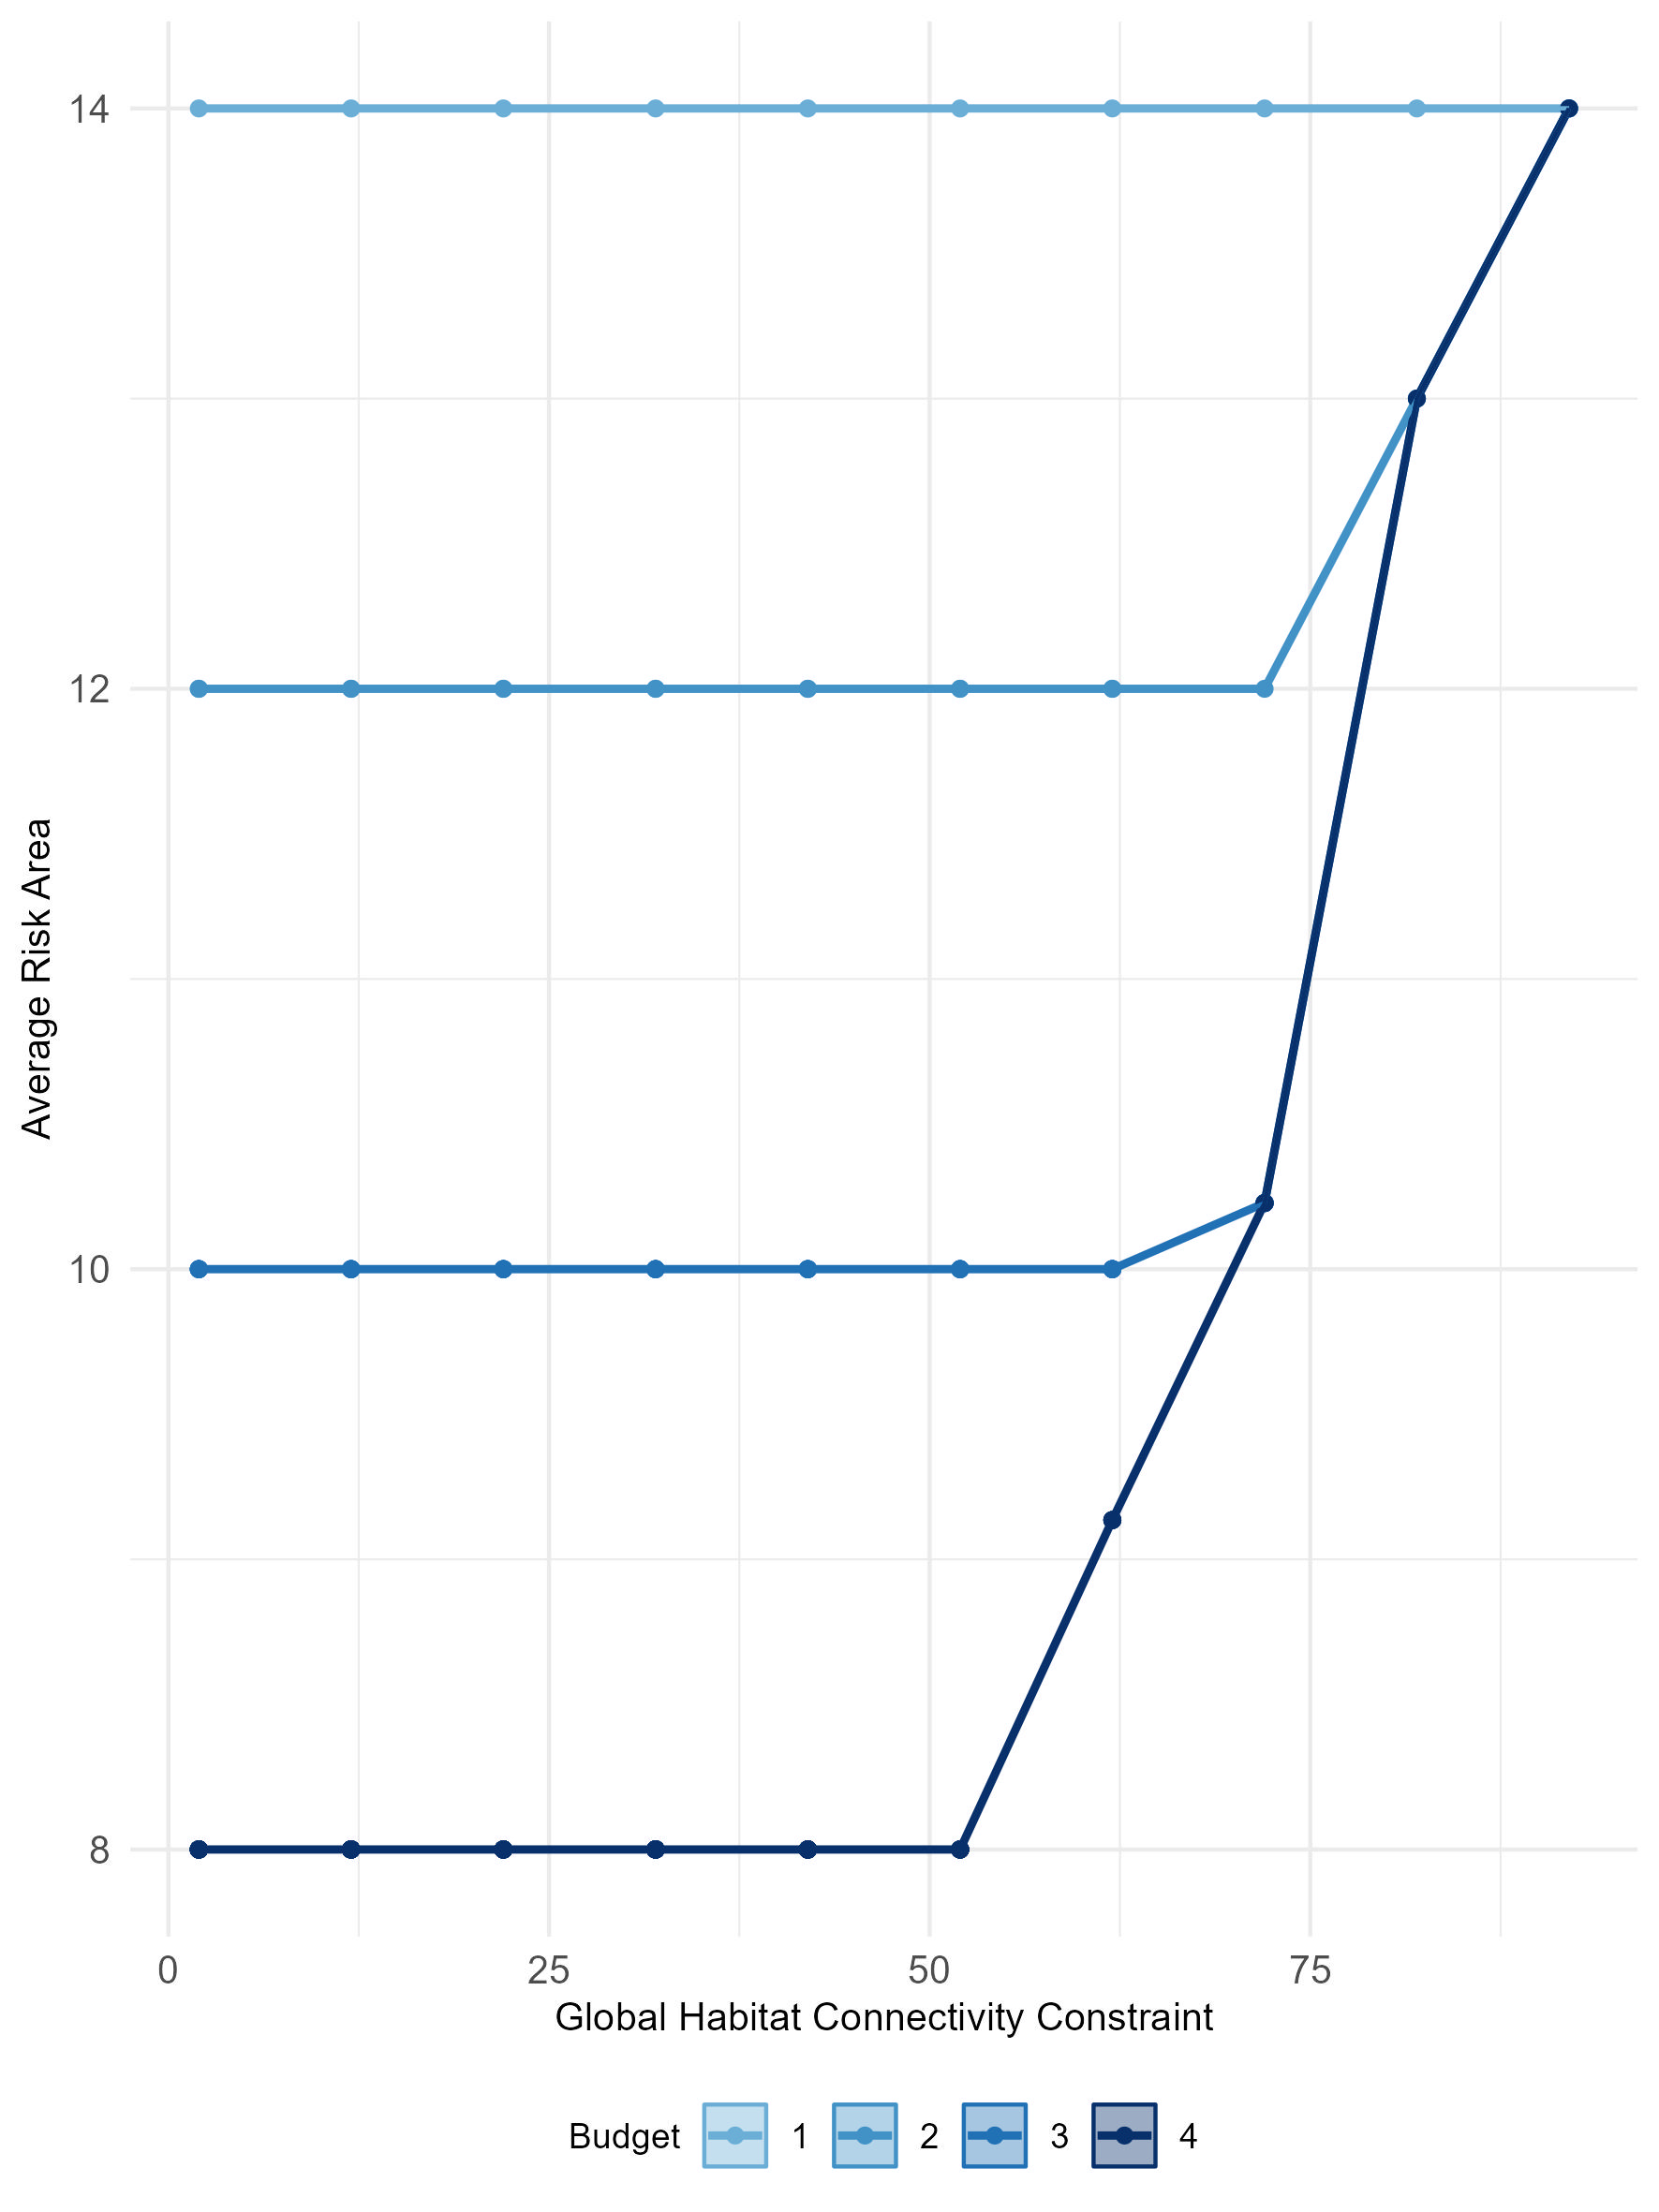 14
12
10
8
Average Risk Area
0 25 50 75
Global Habitat Connectivity Constraint
Budget 1 2 3 4